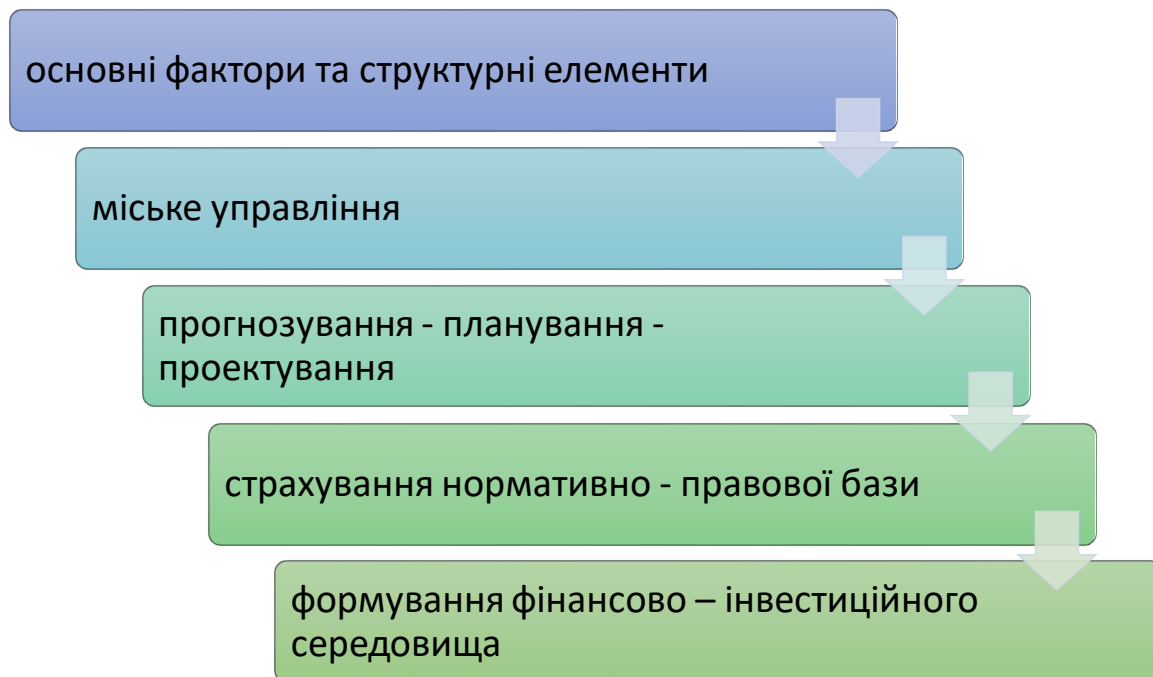 основні фактори та структурні елементи
міське управління
прогнозування - планування -
проектування
страхування нормативно - правової бази
формування фінансово – інвестиційного
середовища